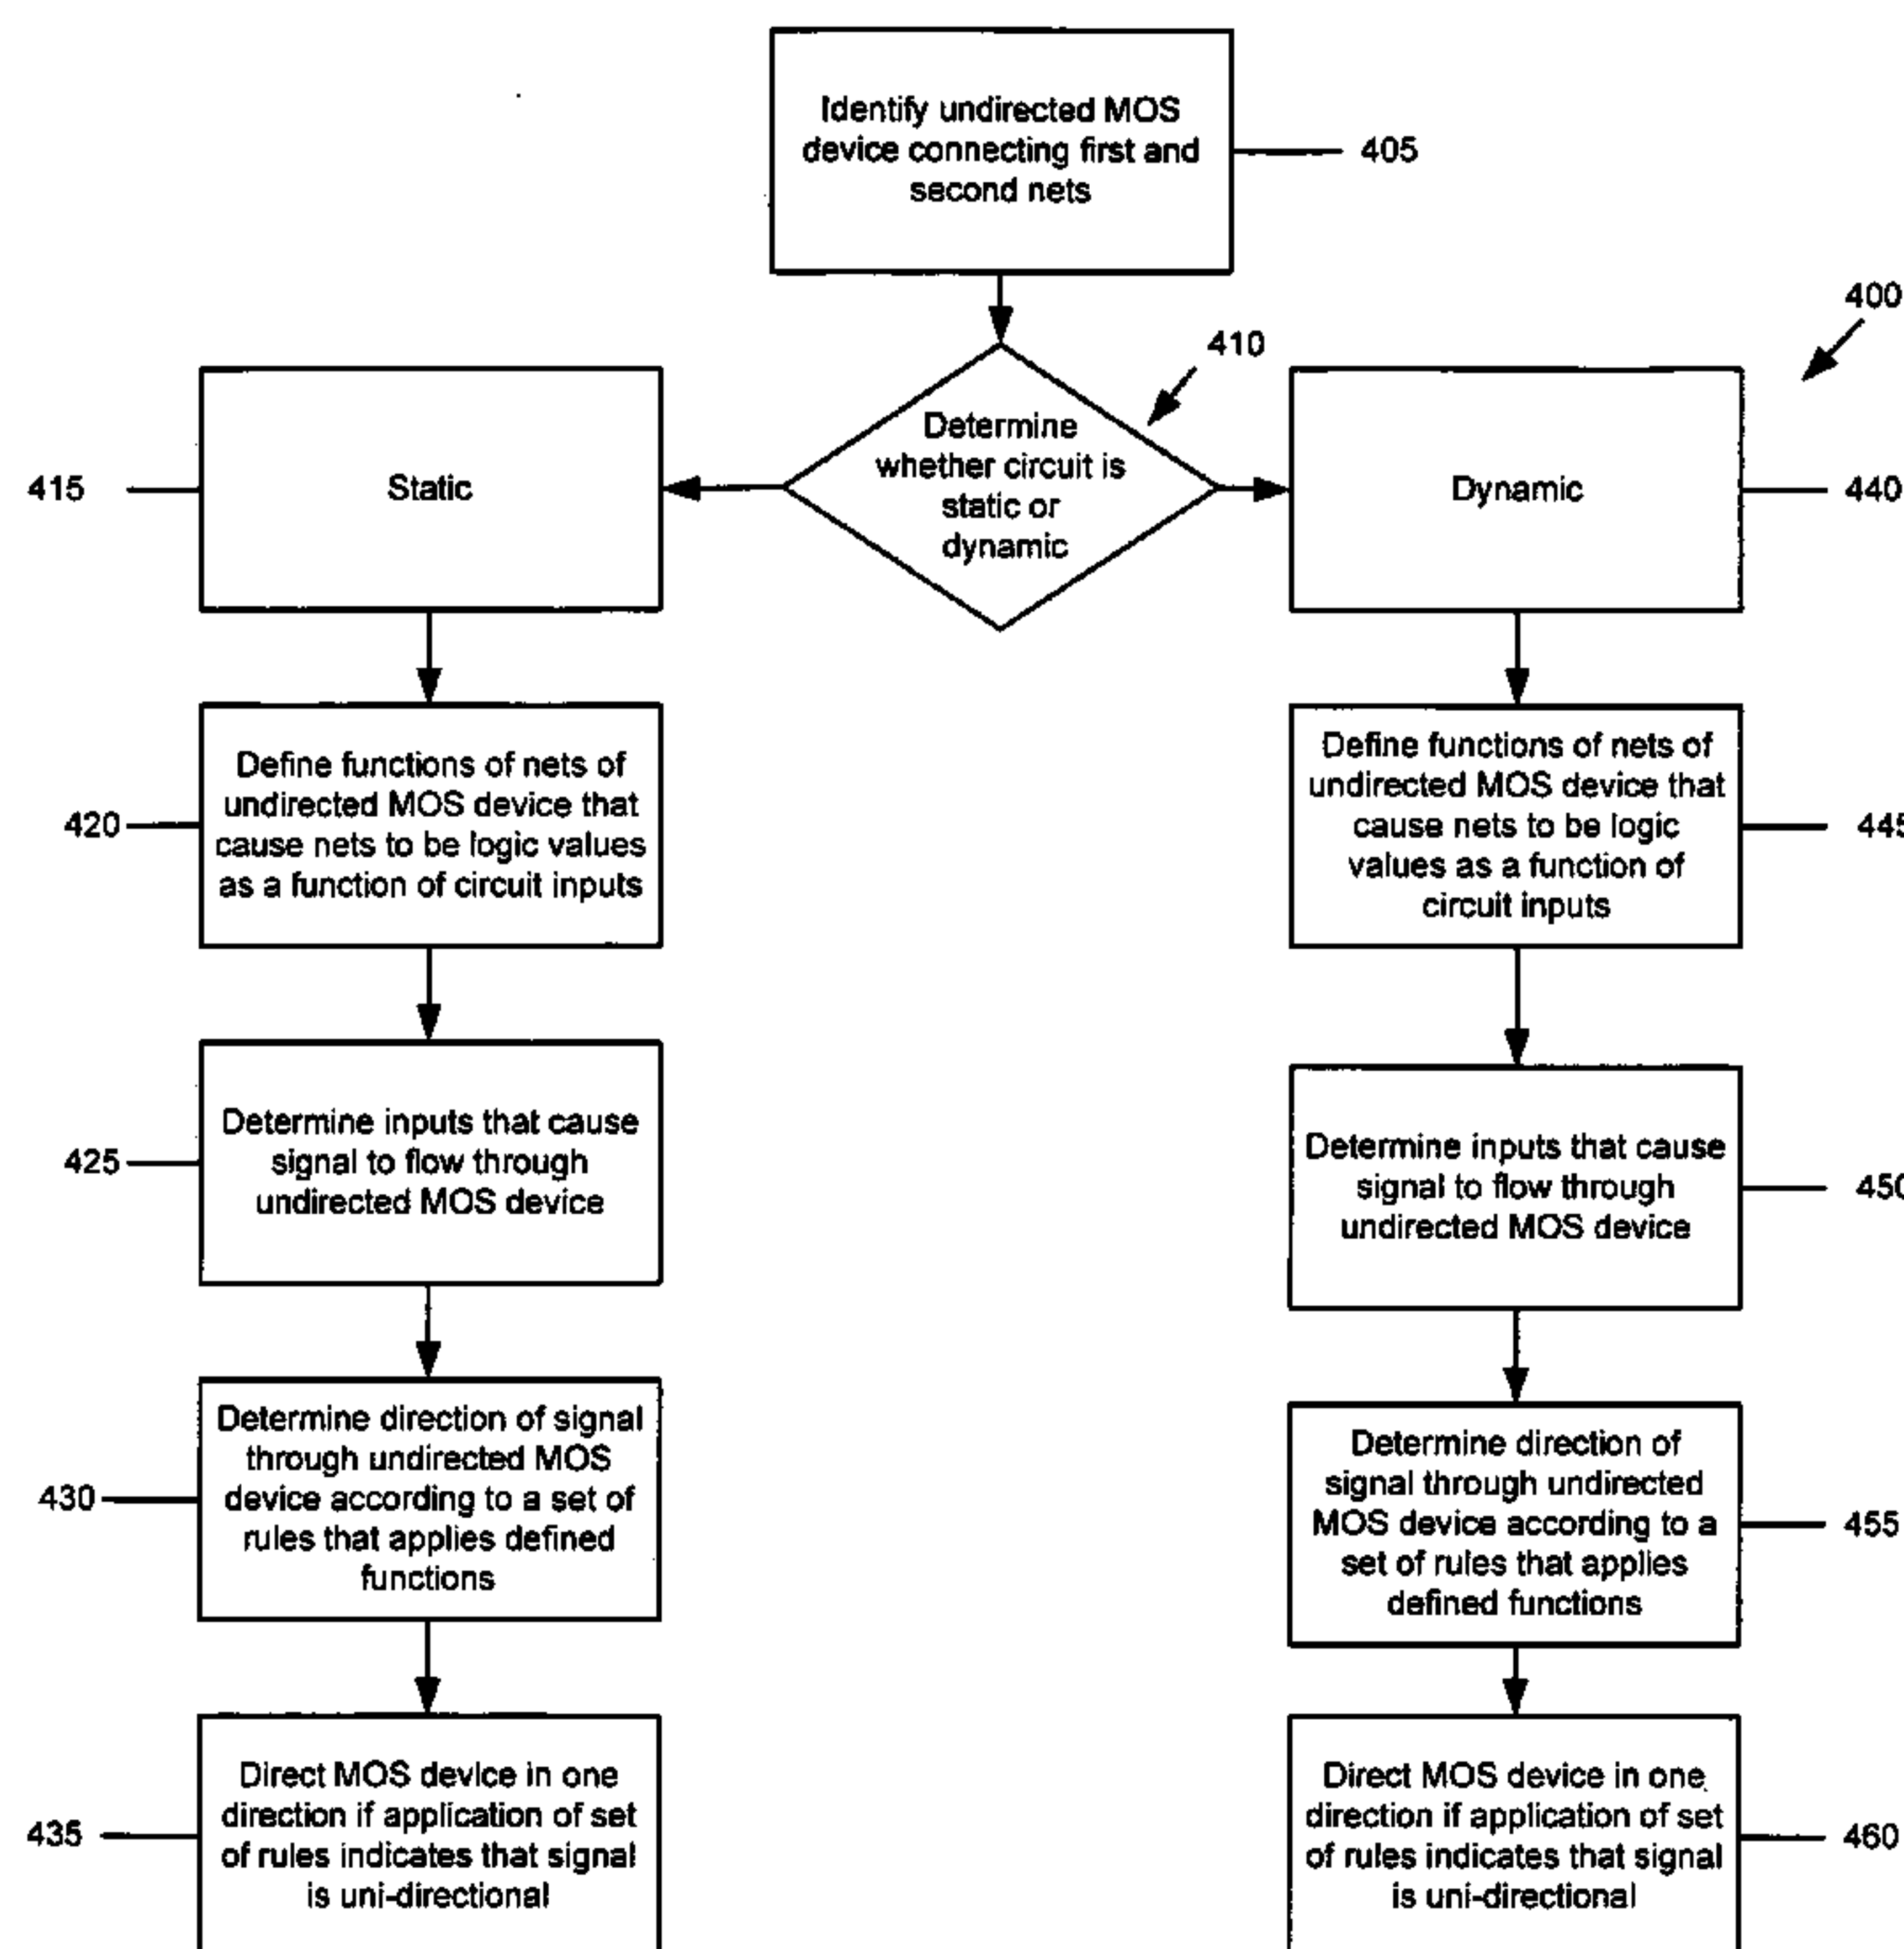 Identify undirected MOS
device connecting first and
second nets
405
400
410
Determine
whether circuit is
static or
dynamic
415
Static
Dynamic
440
420
Define functions of nets of
undirected MOS device that
cause nets to be logic values
as a function of circuit inputs
Define functions of nets of
undirected MOS device that
cause nets to be logic
values as a function of
circuit inputs
445
425
Determine inputs that cause
signal to flow through
undirected MOS device
Determine inputs that cause
signal to flow through
undirected MOS device
450
430
Determine direction of signal
through undirected MOS
device according to a set of
rules that applies defined
functions
Determine direction of
signal through undirected
MOS device according to a
set of rules that applies
defined functions
455
435
Direct MOS device in one
direction if application of set
of rules indicates that signal
is uni-directional
Direct MOS device in one
direction if application of set
of rules indicates that signal
is uni-directional
460